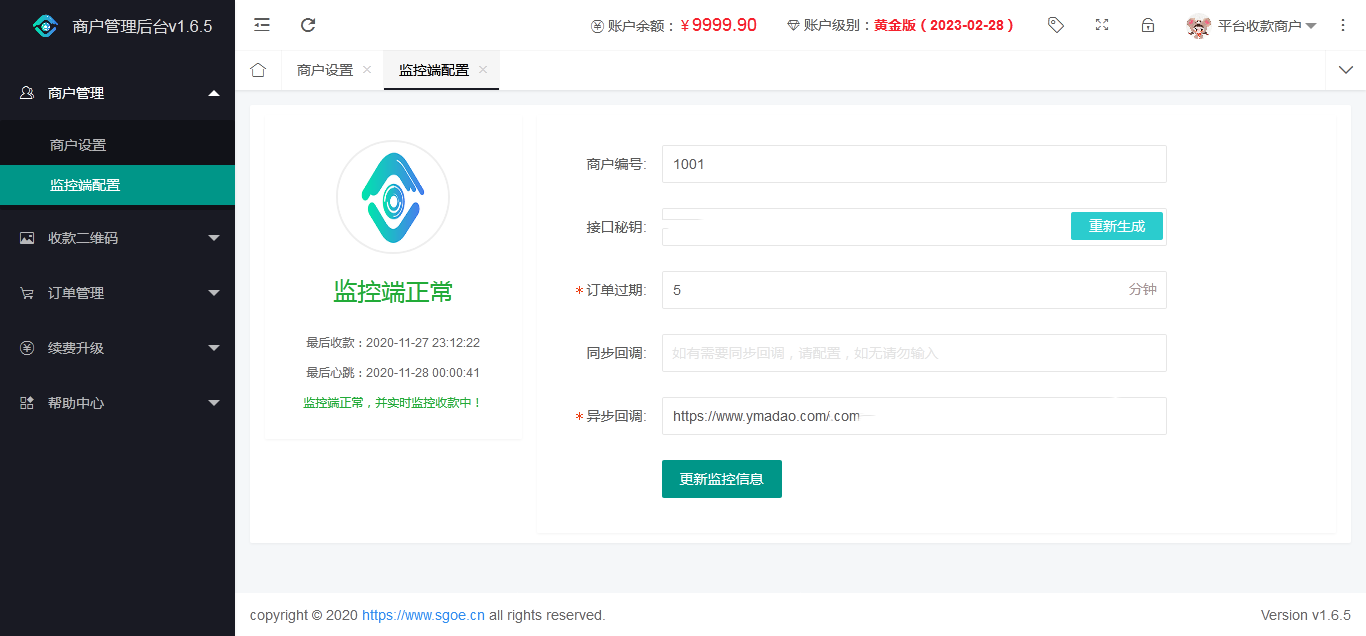 商户管理后台v1.6.5
账户余额：￥9999.90
账户级别：黄金版（2023-02-28）
平台收款商户
商户设置
监控端配置
商户管理
商户设置
监控端配置
收款二维码
订单管理
续费升级
帮助中心
监控端正常
最后收款：2020-11-27 23:12:22
最后心跳：2020-11-28 00:00:41
监控端正常，并实时监控收款中！
商户编号: 1001
接口秘钥: 重新生成
*订单过期: 5 分钟
同步回调: 如有需要同步回调，请配置，如无请勿输入
*异步回调: https://www.ymadao.com/.com
更新监控信息
copyright © 2020 https://www.sgoe.cn all rights reserved.
Version v1.6.5